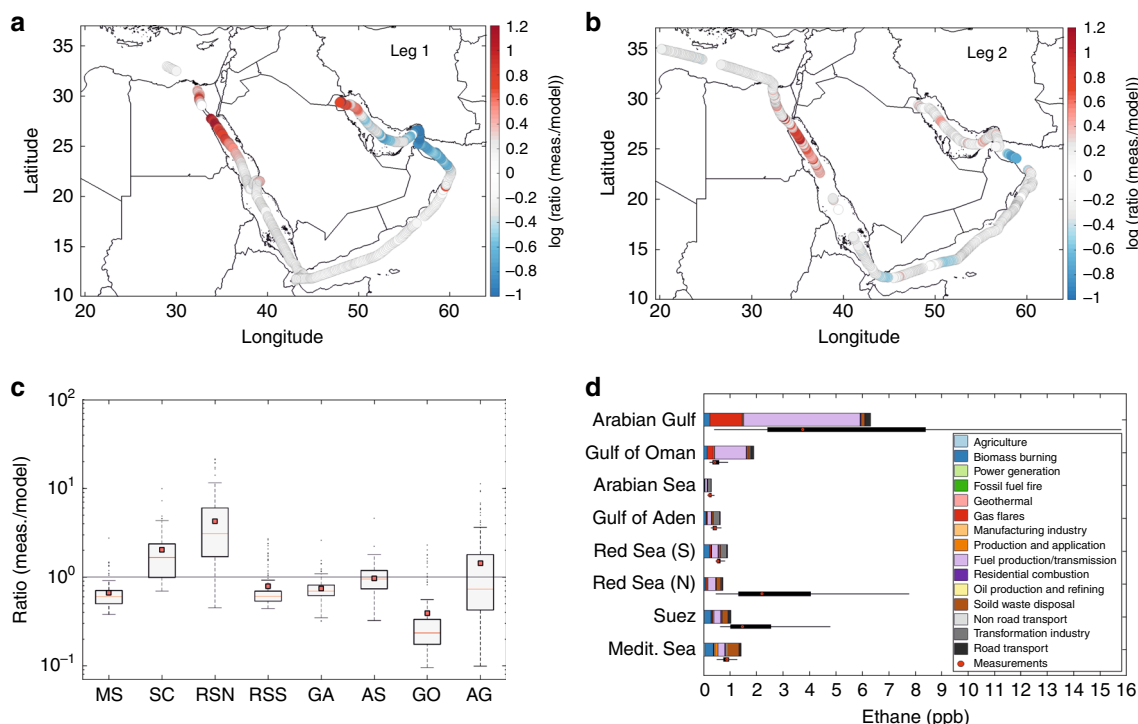 a
Leg 1
35
30
25
20
15
10
Latitude
20
30
40
50
60
Longitude
1.2
1
0.8
0.6
0.4
0.2
0
−0.2
−0.4
−0.6
−0.8
−1
log (ratio (meas./model))
b
Leg 2
35
30
25
20
15
10
Latitude
20
30
40
50
60
Longitude
1.2
1
0.8
0.6
0.4
0.2
0
−0.2
−0.4
−0.6
−0.8
−1
log (ratio (meas./model))
c
10²
10¹
10⁰
10⁻¹
Ratio (meas./model)
MS
SC
RSN
RSS
GA
AS
GO
AG
d
Arabian Gulf
Gulf of Oman
Arabian Sea
Gulf of Aden
Red Sea (S)
Red Sea (N)
Suez
Medit. Sea
0
1
2
4
6
8
10
12
14
16
Ethane (ppb)
Agriculture
Biomass burning
Power generation
Fossil fuel fire
Geothermal
Gas flares
Manufacturing industry
Production and application
Fuel production/transmission
Residential combustion
Oil production and refining
Soild waste disposal
Non road transport
Transformation industry
Road transport
Measurements